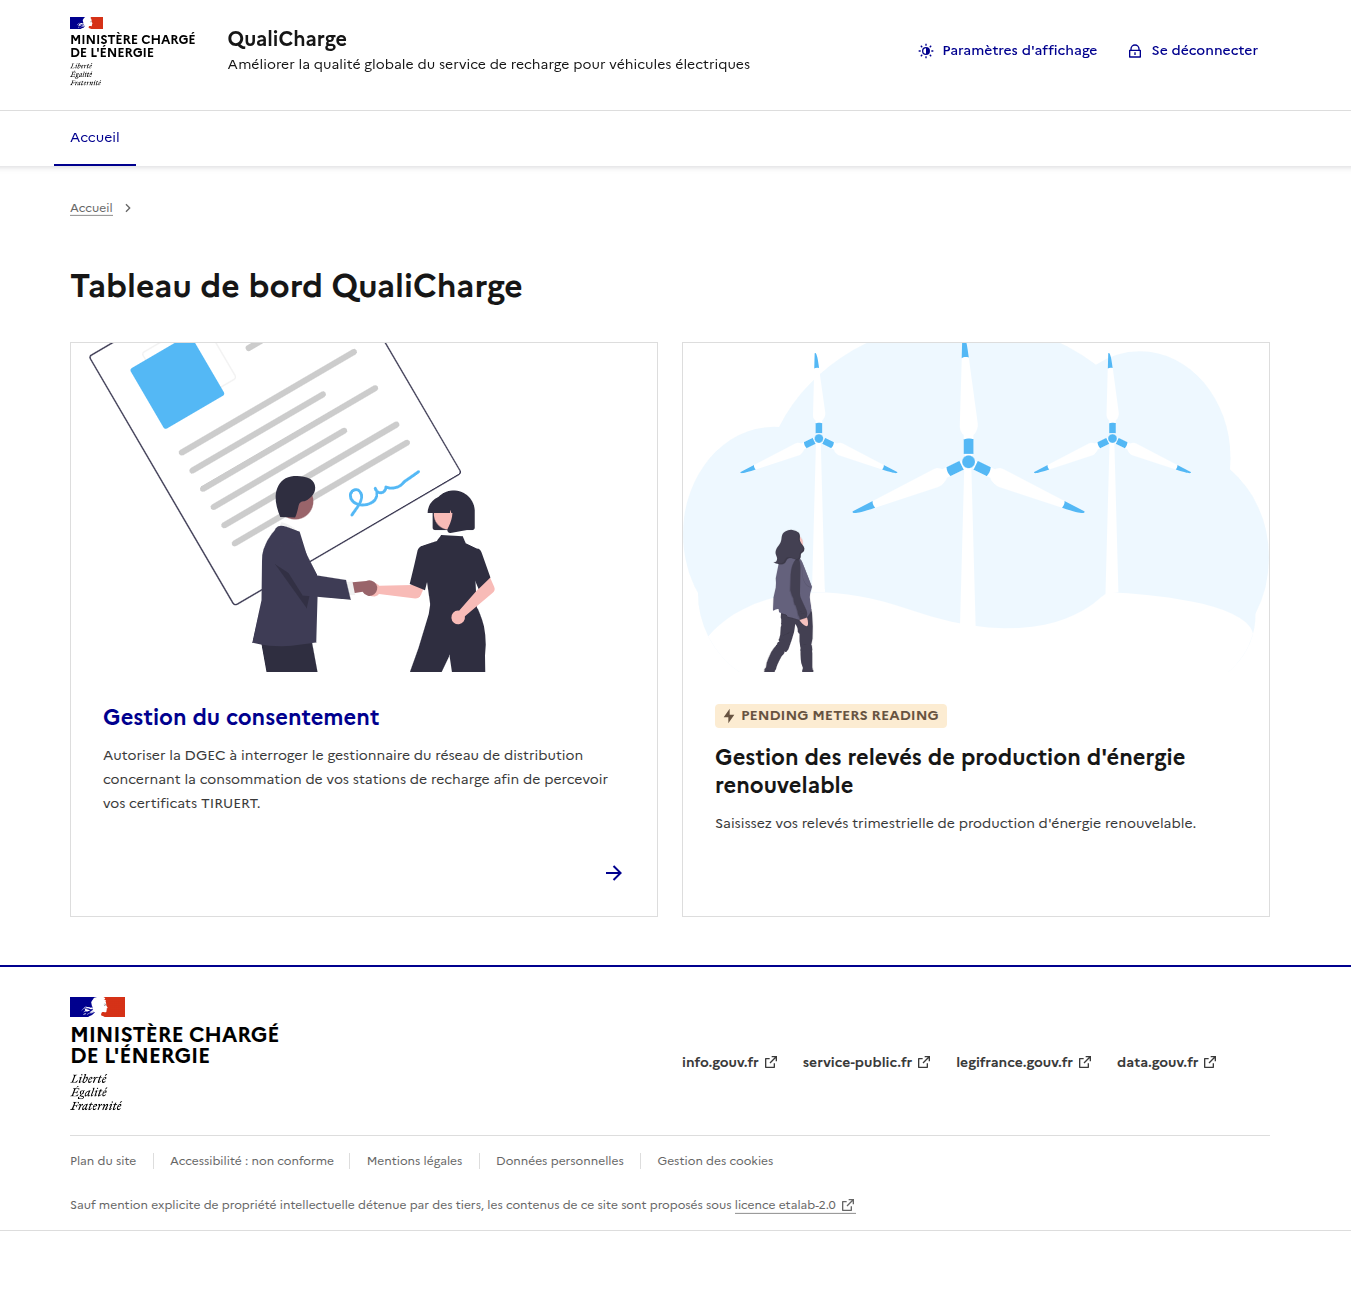 MINISTÈRE CHARGÉ
DE L'ÉNERGIE
Liberté
Égalité
Fraternité
QualiCharge
Améliorer la qualité globale du service de recharge pour véhicules électriques
Paramètres d'affichage
Se déconnecter
Accueil
Accueil
Tableau de bord QualiCharge
Gestion du consentement
Autoriser la DGEC à interroger le gestionnaire du réseau de distribution
concernant la consommation de vos stations de recharge afin de percevoir
vos certificats TIRUERT.
PENDING METERS READING
Gestion des relevés de production d'énergie
renouvelable
Saisissez vos relevés trimestrielle de production d'énergie renouvelable.
MINISTÈRE CHARGÉ
DE L'ÉNERGIE
Liberté
Égalité
Fraternité
info.gouv.fr
service-public.fr
legifrance.gouv.fr
data.gouv.fr
Plan du site
Accessibilité : non conforme
Mentions légales
Données personnelles
Gestion des cookies
Sauf mention explicite de propriété intellectuelle détenue par des tiers, les contenus de ce site sont proposés sous licence etalab-2.0